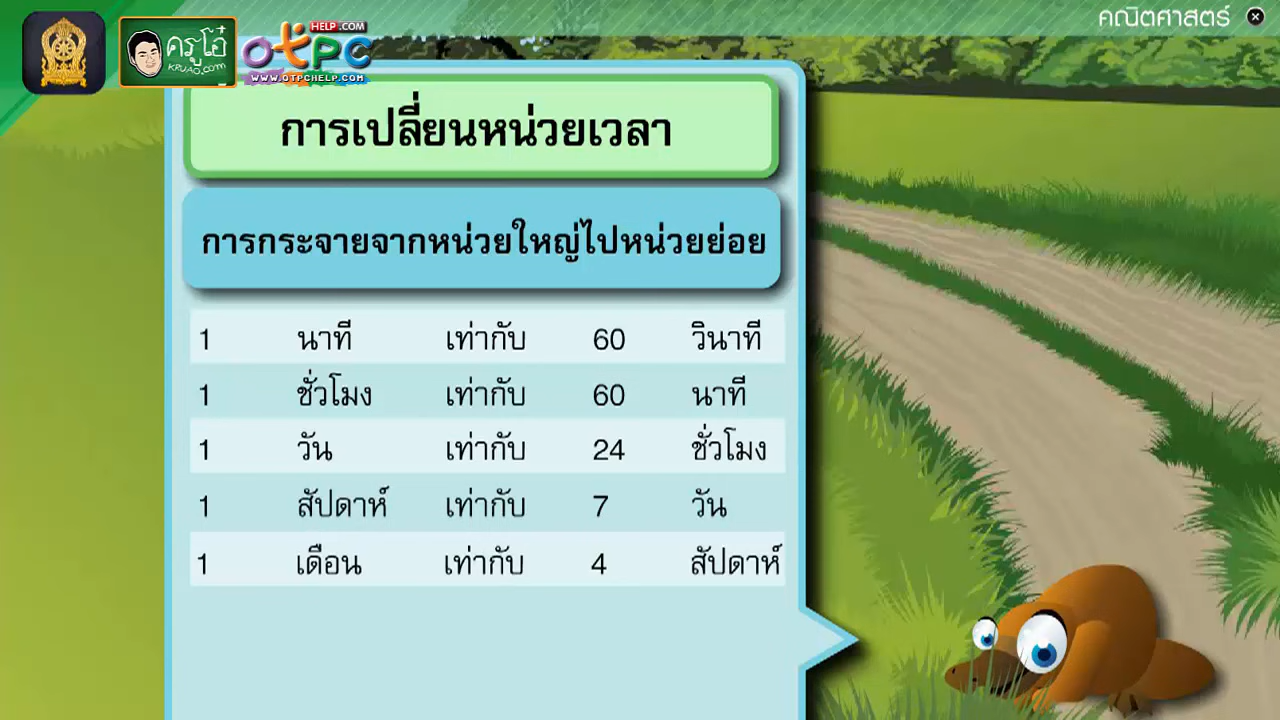 คณิตศาสตร์
ครูโอ๋
KRUAO.com
HELP.COM
OTPC
WWW.OTPCHELP.COM
การเปลี่ยนหน่วยเวลา
การกระจายจากหน่วยใหญ่ไปหน่วยย่อย
1 นาที เท่ากับ 60 วินาที
1 ชั่วโมง เท่ากับ 60 นาที
1 วัน เท่ากับ 24 ชั่วโมง
1 สัปดาห์ เท่ากับ 7 วัน
1 เดือน เท่ากับ 4 สัปดาห์